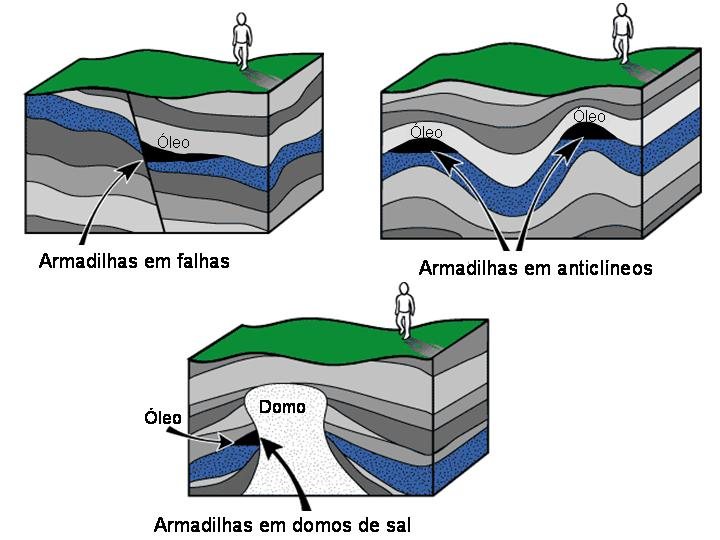 Óleo
Armadilhas em falhas
Óleo
Óleo
Armadilhas em anticlíneos
Óleo
Domo
Armadilhas em domos de sal